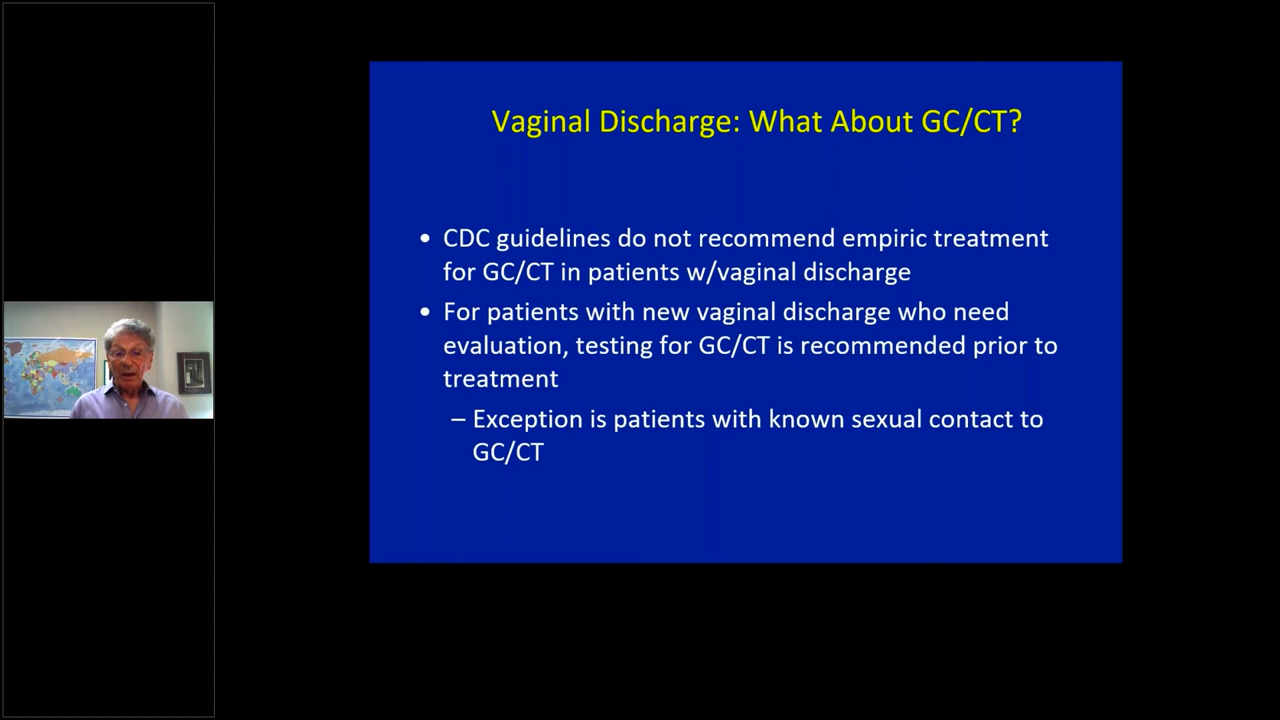 Vaginal Discharge: What About GC/CT?
• CDC guidelines do not recommend empiric treatment
for GC/CT in patients w/vaginal discharge
• For patients with new vaginal discharge who need
evaluation, testing for GC/CT is recommended prior to
treatment
– Exception is patients with known sexual contact to
GC/CT